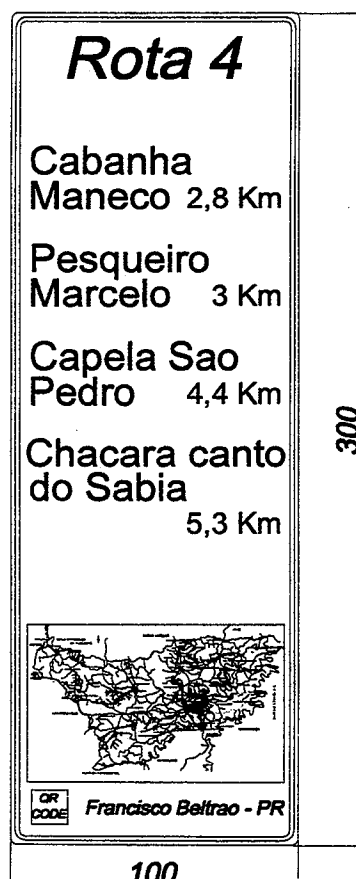 Rota 4
Cabanha
Maneco 2,8 Km
Pesqueiro
Marcelo 3 Km
Capela Sao
Pedro 4,4 Km
Chacara canto
do Sabia
5,3 Km
300
QR
CODE
Francisco Beltrao - PR
100